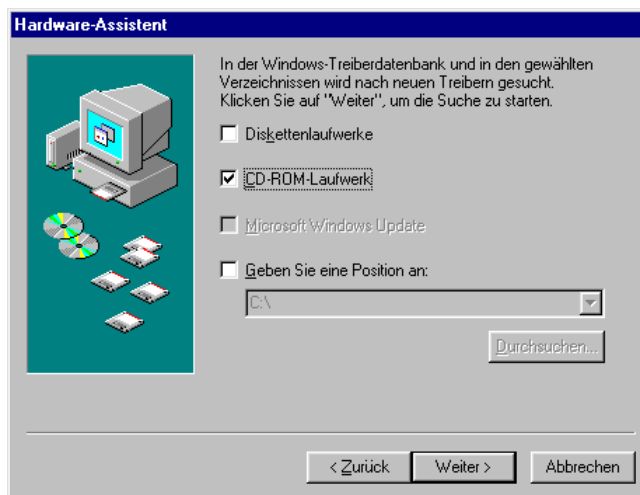 Hardware-Assistent
In der Windows-Treiberdatenbank und in den gewählten
Verzeichnissen wird nach neuen Treibern gesucht.
Klicken Sie auf "Weiter", um die Suche zu starten.
Diskettenlaufwerke
CD-ROM-Laufwerk
Microsoft Windows Update
Geben Sie eine Position an:
C:\
Durchsuchen...
< Zurück
Weiter >
Abbrechen